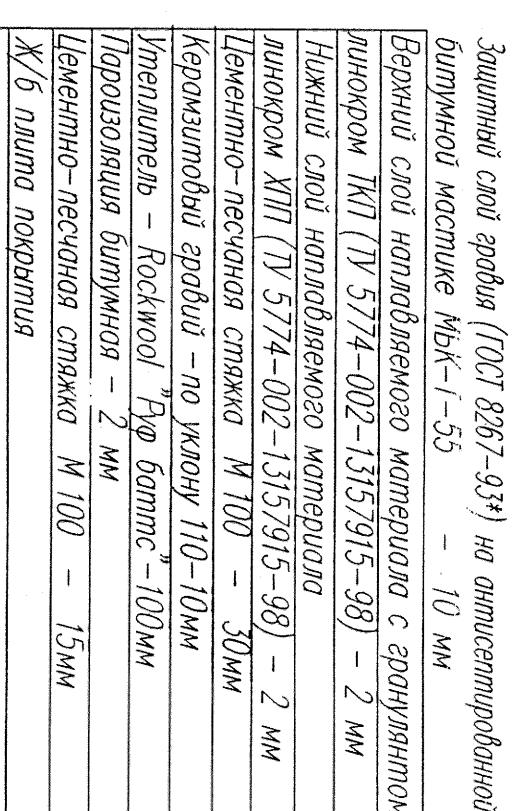 Защитный слой гравия (ГОСТ 8267-93*) на антисептированной
битумной мастике МБК-Г-55 - 10 мм
Верхний слой наплавляемого материала с гранулянтом
линокром ТКП (ТУ 5774-002-13157915-98) - 2 мм
Нижний слой наплавляемого материала
линокром ХПП (ТУ 5774-002-13157915-98) - 2 мм
Цементно-песчаная стяжка М 100 - 30мм
Керамзитовый гравий -по уклону 110-10мм
Утеплитель - Rockwool "Руф баттс"-100мм
Пароизоляция битумная - 2 мм
Цементно-песчаная стяжка М 100 - 15мм
Ж/б плита покрытия